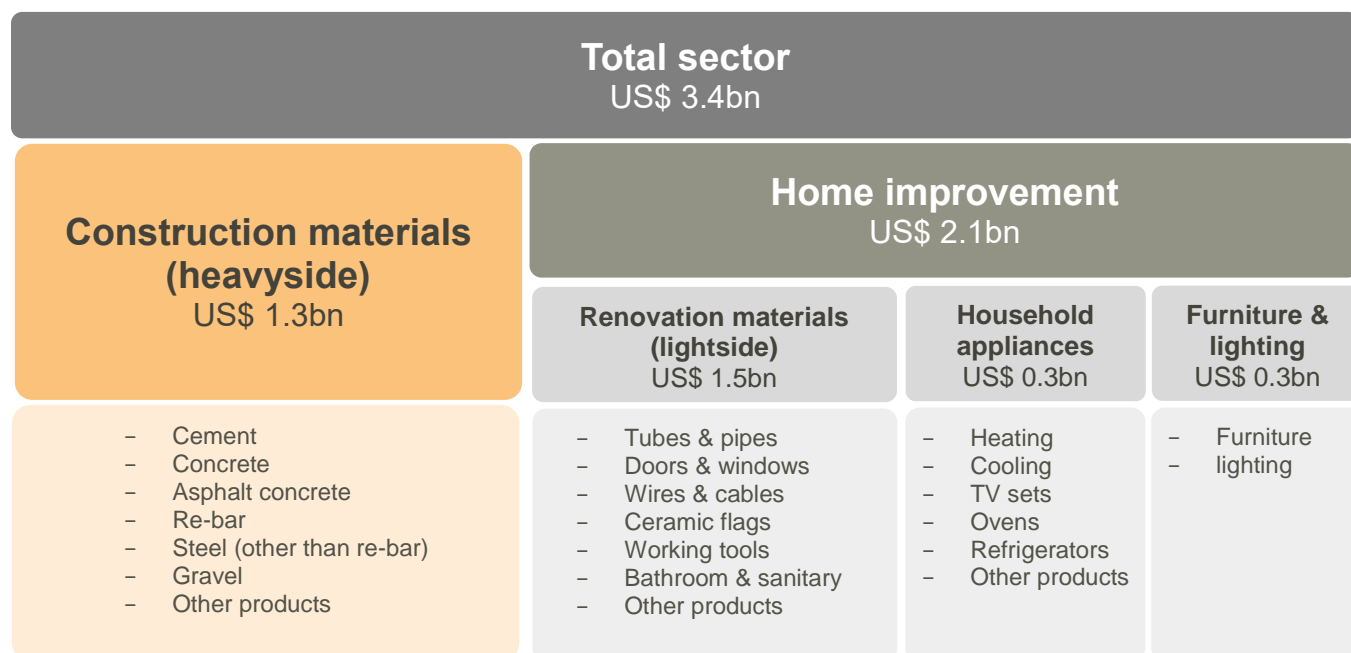 Total sector
US$ 3.4bn
Construction materials
(heavyside)
US$ 1.3bn
Home improvement
US$ 2.1bn
Renovation materials
(lightside)
US$ 1.5bn
Household
appliances
US$ 0.3bn
Furniture &
lighting
US$ 0.3bn
− Cement
− Concrete
− Asphalt concrete
− Re-bar
− Steel (other than re-bar)
− Gravel
− Other products
− Tubes & pipes
− Doors & windows
− Wires & cables
− Ceramic flags
− Working tools
− Bathroom & sanitary
− Other products
− Heating
− Cooling
− TV sets
− Ovens
− Refrigerators
− Other products
− Furniture
− lighting